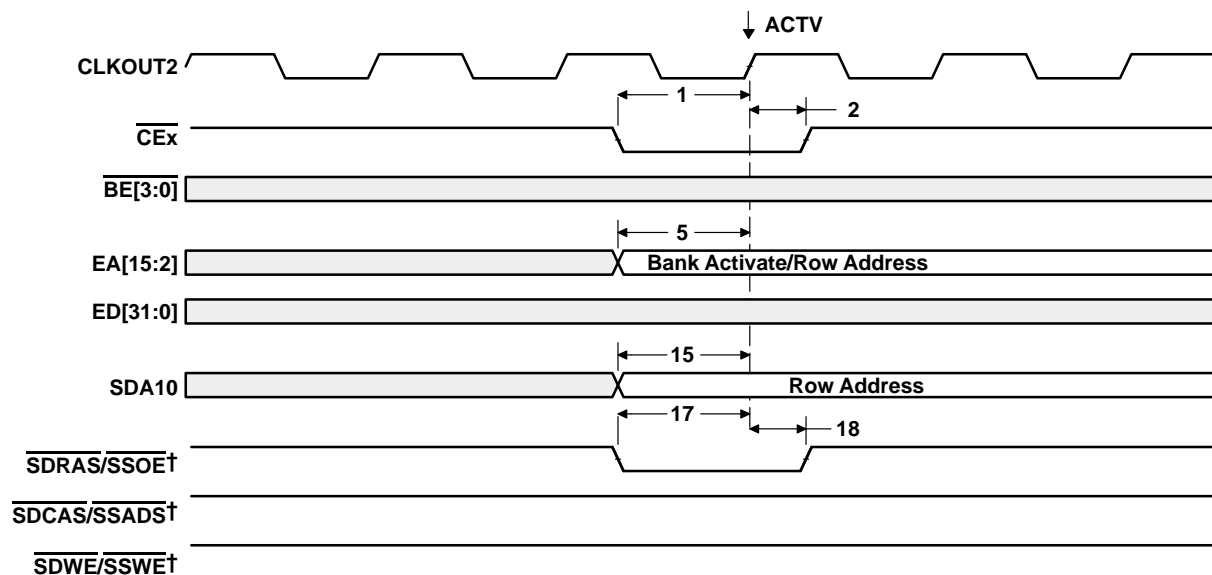 ACTV
CLKOUT2
1
2
CEx
BE[3:0]
5
EA[15:2]
Bank Activate/Row Address
ED[31:0]
15
SDA10
Row Address
17
18
SDRAS/SSOE†
SDCAS/SSADS†
SDWE/SSWE†